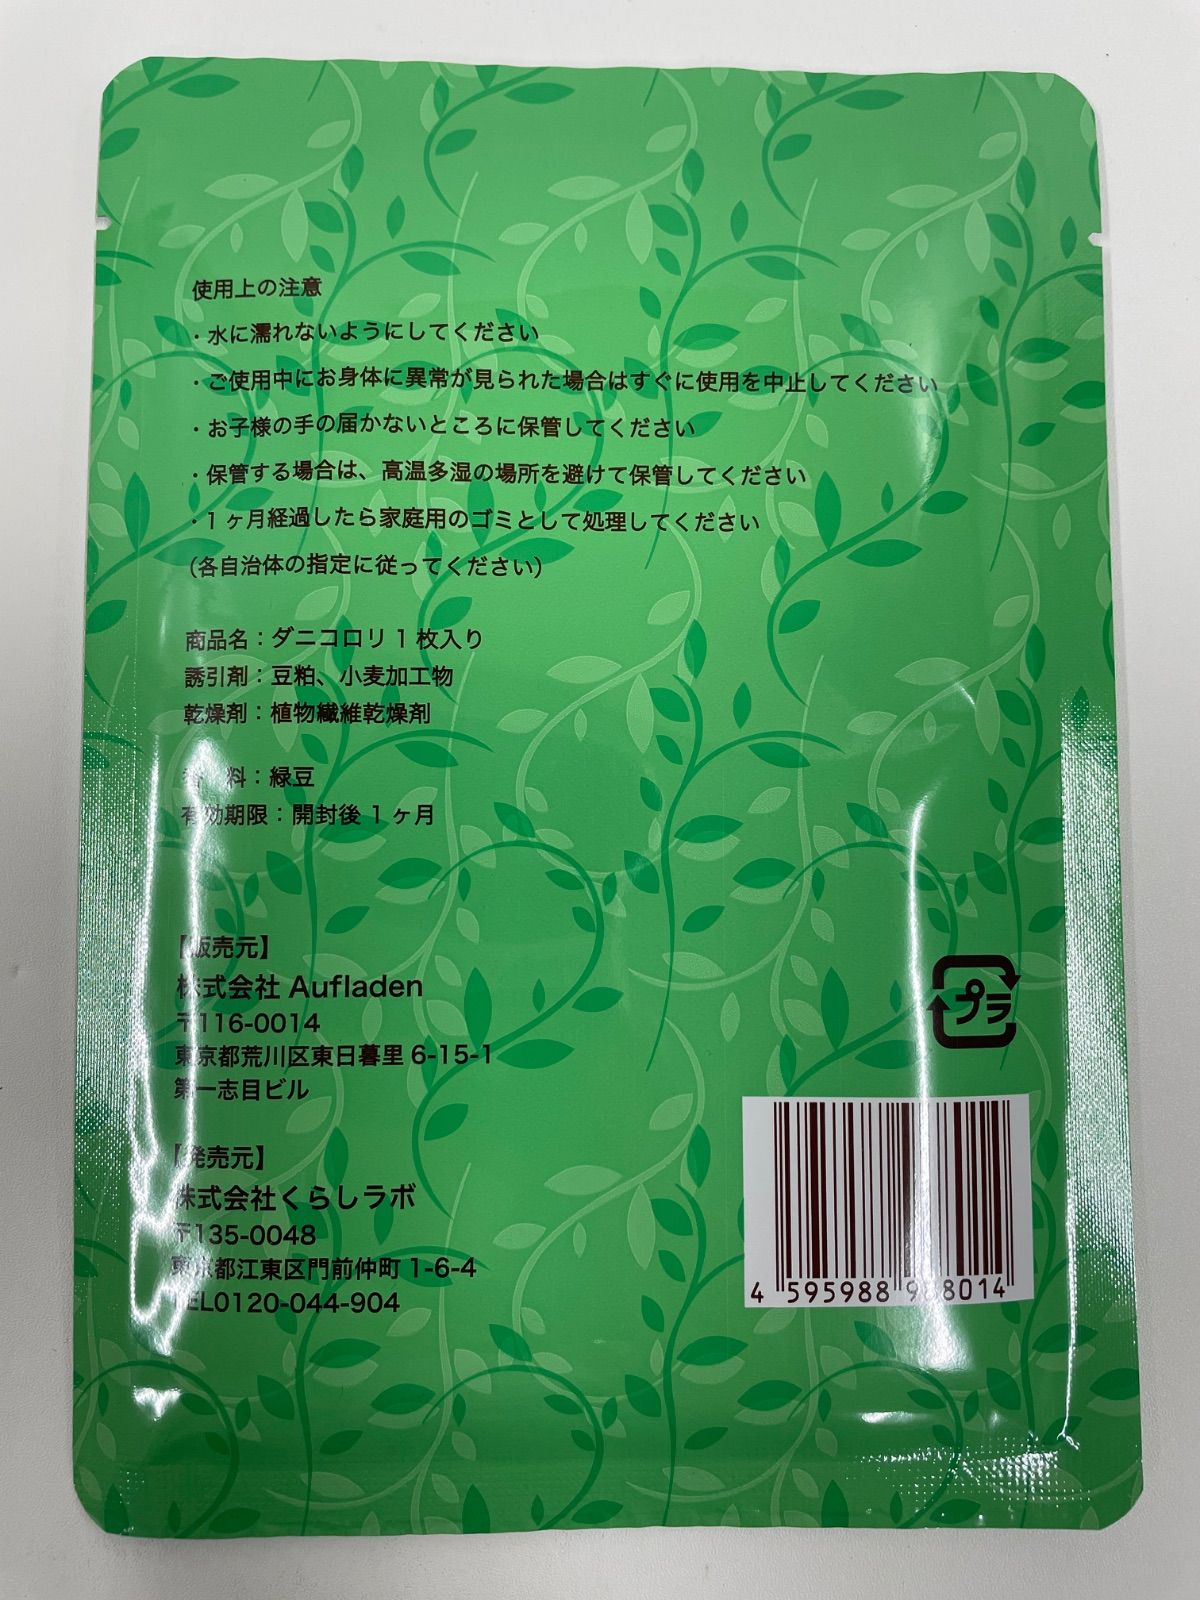 使用上の注意
・水に濡れないようにしてください
・ご使用中にお身体に異常が見られた場合はすぐに使用を中止してください
・お子様の手の届かないところに保管してください
・保管する場合は、高温多湿の場所を避けて保管してください
・1ヶ月経過したら家庭用のゴミとして処理してください
(各自治体の指定に従ってください)
商品名：ダニコロリ 1 枚入り
誘引剤：豆粕、小麦加工物
乾燥剤：植物繊維乾燥剤
香　料：緑豆
有効期限：開封後 1 ヶ月
【販売元】
株式会社 Aufladen
〒116-0014
東京都荒川区東日暮里 6-15-1
第一志目ビル
プラ
【発売元】
株式会社くらしラボ
〒135-0048
東京都江東区門前仲町 1-6-4
TEL0120-044-904
4 595988 988014